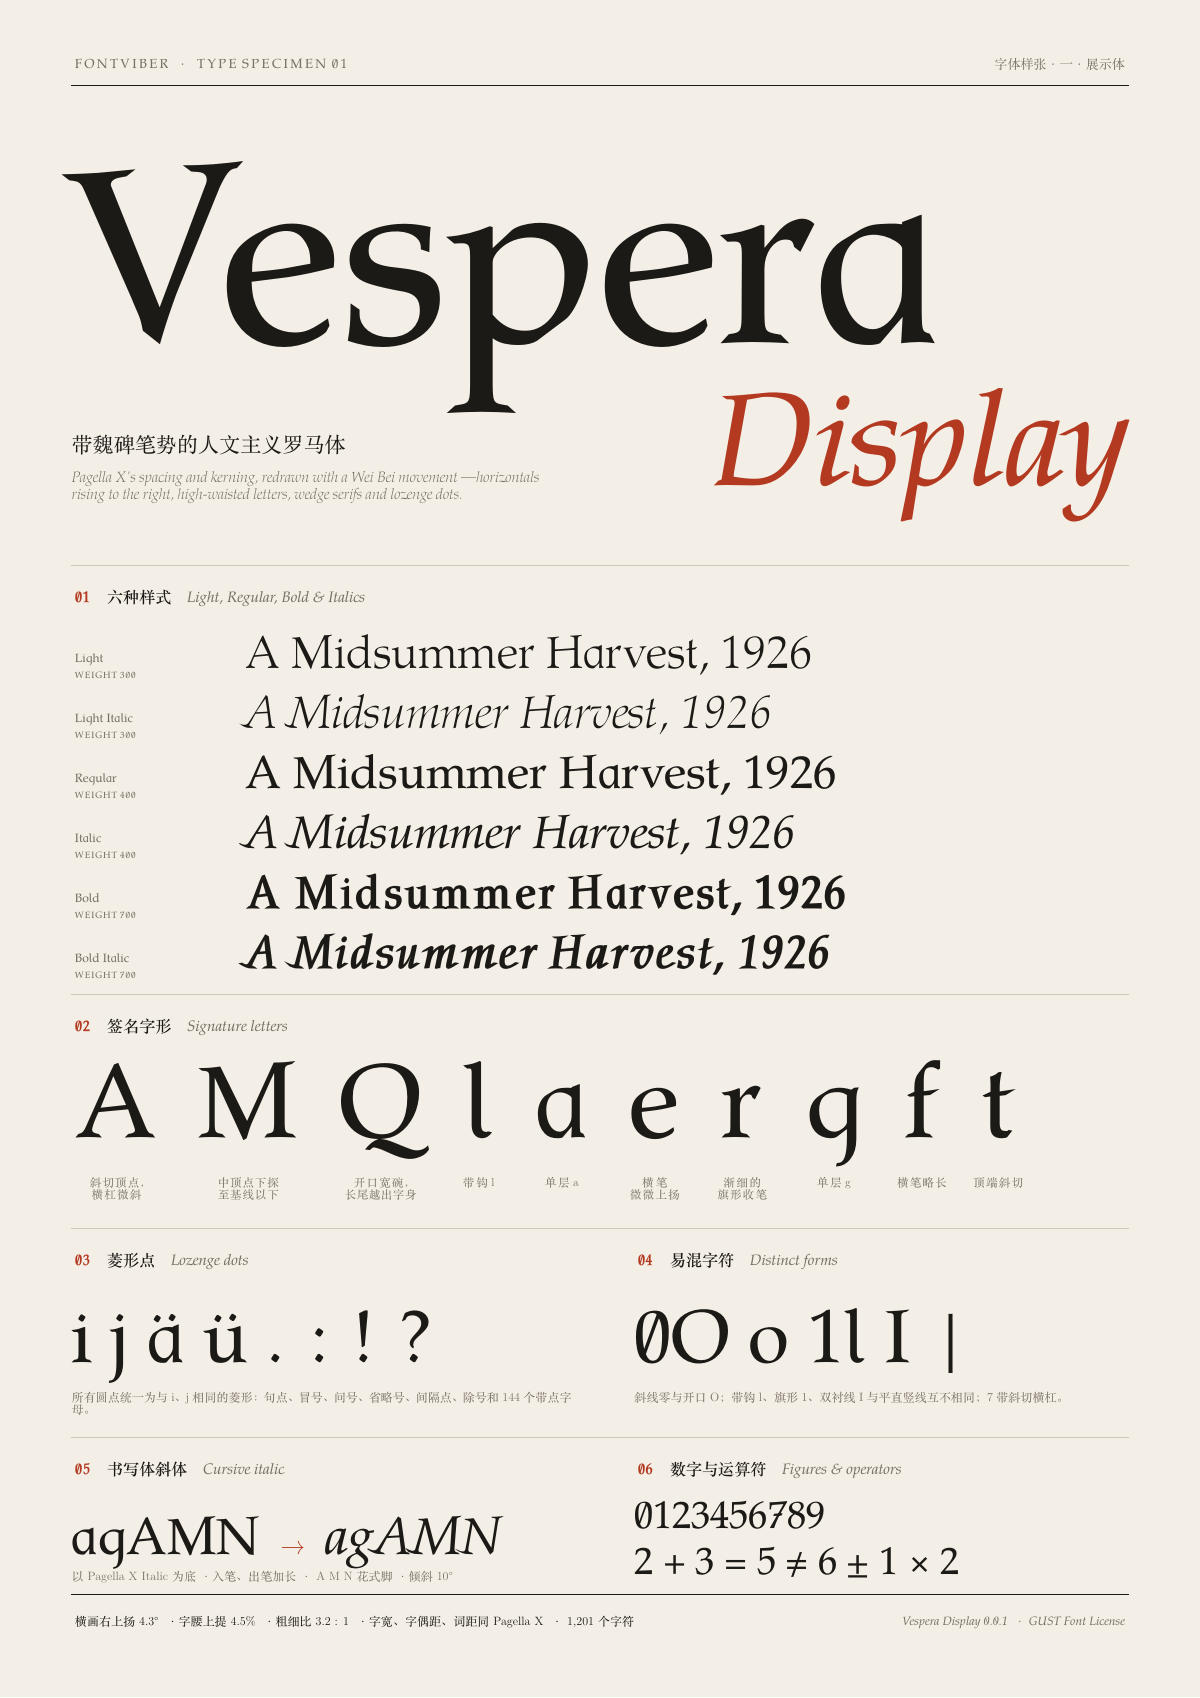 FONTVIBER · TYPE SPECIMEN 01
字体样张 · 一 · 展示体
Vespera
Display
带魏碑笔势的人文主义罗马体
Pagella X's spacing and kerning, redrawn with a Wei Bei movement —horizontals
rising to the right, high-waisted letters, wedge serifs and lozenge dots.
01 六种样式 Light, Regular, Bold & Italics
Light
WEIGHT 300
A Midsummer Harvest, 1926
Light Italic
WEIGHT 300
A Midsummer Harvest, 1926
Regular
WEIGHT 400
A Midsummer Harvest, 1926
Italic
WEIGHT 400
A Midsummer Harvest, 1926
Bold
WEIGHT 700
A Midsummer Harvest, 1926
Bold Italic
WEIGHT 700
A Midsummer Harvest, 1926
02 签名字形 Signature letters
A M Q l a e r g f t
斜切顶点，
横杠微斜
中顶点下探
至基线以下
开口宽碗，
长尾越出字身
带钩 l
单层 a
横笔
微微上扬
渐细的
旗形收笔
单层 g
横笔略长
顶端斜切
03 菱形点 Lozenge dots
i j ä ü . : ! ?
所有圆点统一为与 i、j 相同的菱形：句点、冒号、问号、省略号、间隔点、除号和 144 个带点字
母。
04 易混字符 Distinct forms
0O o 1l I |
斜线零与开口 O；带钩 l、旗形 1、双衬线 I 与平直竖线互不相同；7 带斜切横杠。
05 书写体斜体 Cursive italic
agAMN → agAMN
以 Pagella X Italic 为底 · 入笔、出笔加长 · A M N 花式脚 · 倾斜 10°
06 数字与运算符 Figures & operators
0123456789
2 + 3 = 5 ≠ 6 ± 1 × 2
横画右上扬 4.3° · 字腰上提 4.5% · 粗细比 3.2 : 1 · 字宽、字偶距、词距同 Pagella X · 1,201 个字符
Vespera Display 0.0.1 · GUST Font License